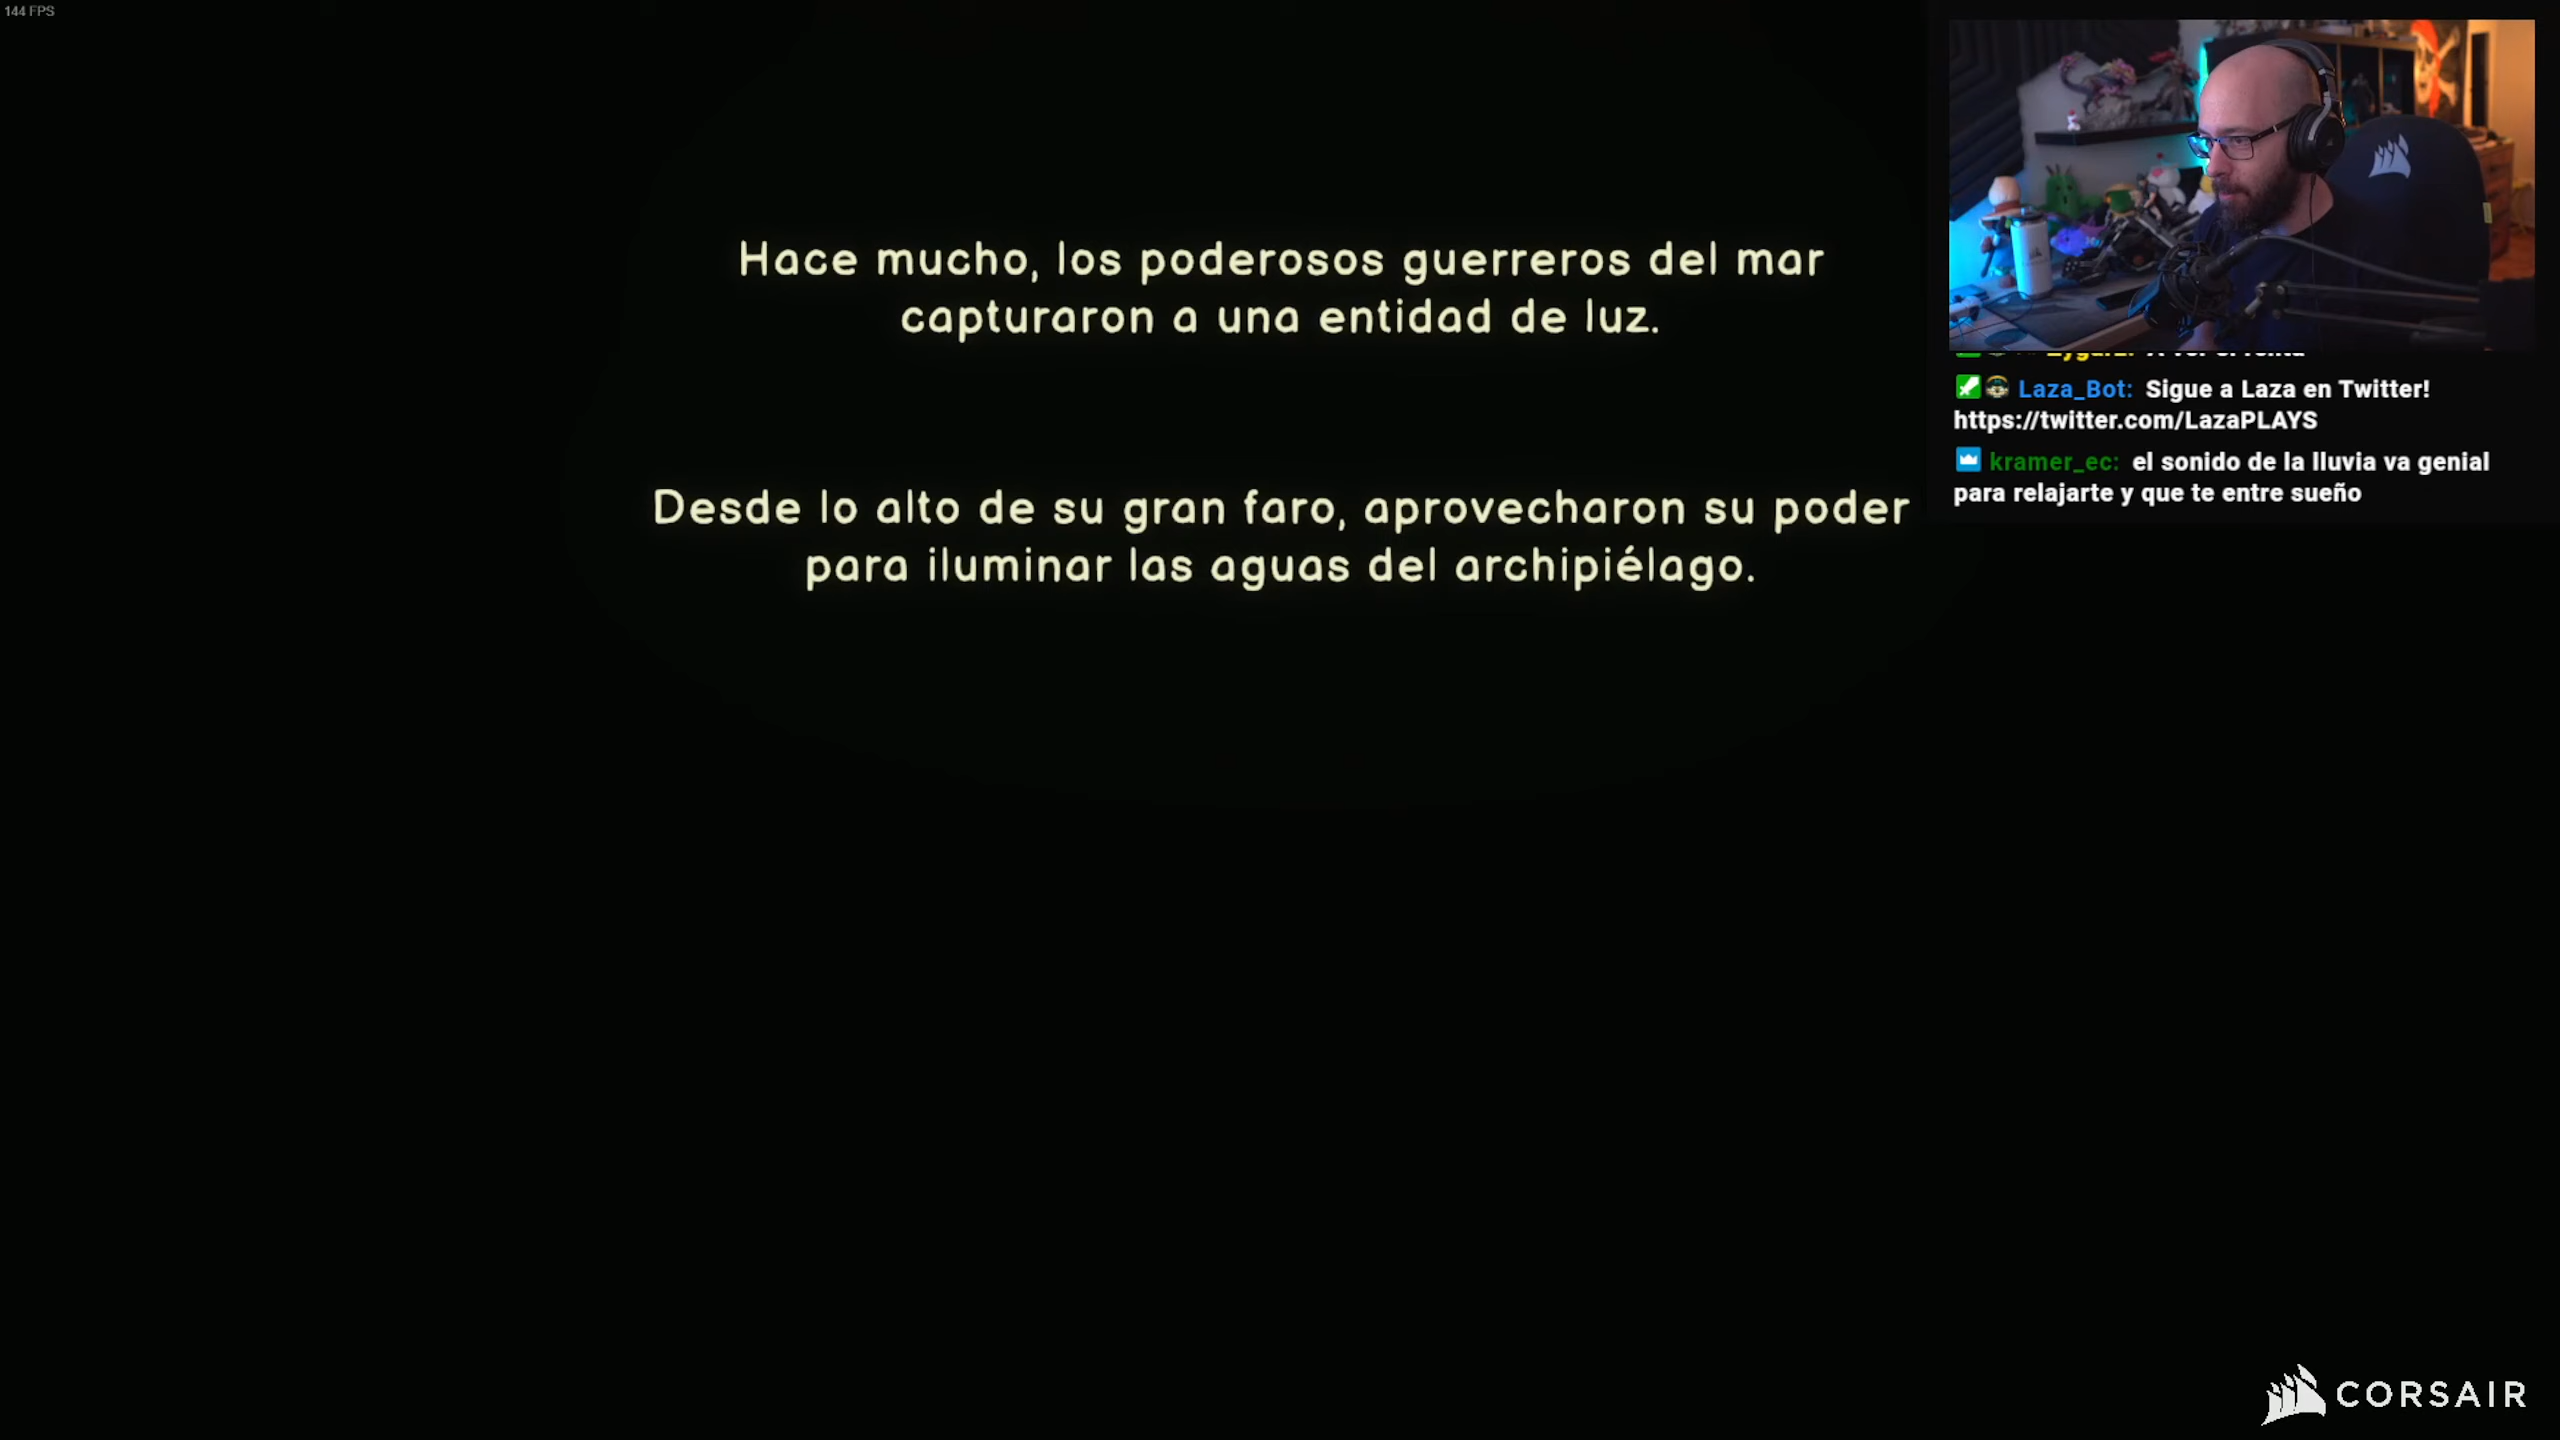 144 FPS
Hace mucho, los poderosos guerreros del mar
capturaron a una entidad de luz.
Desde lo alto de su gran faro, aprovecharon su poder
para iluminar las aguas del archipiélago.
Laza_Bot: Sigue a Laza en Twitter!
https://twitter.com/LazaPLAYS
kramer_ec: el sonido de la lluvia va genial
para relajarte y que te entre sueño
CORSAIR